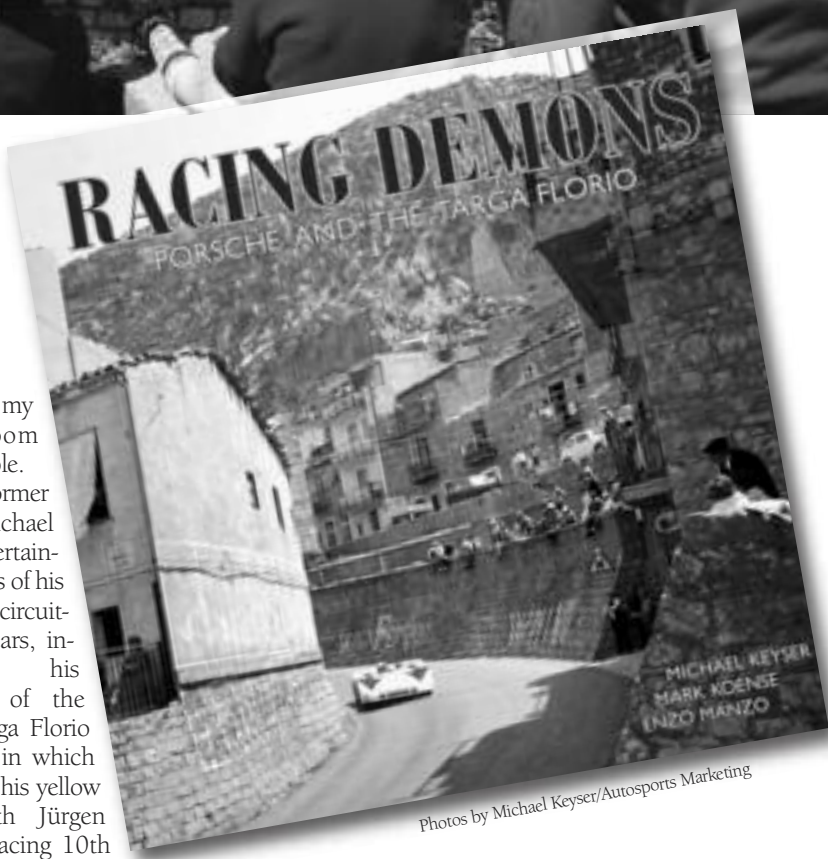 RACING DEMONS
PORSCHE AND THE TARGA FLORIO
MICHAEL KEYSER
MARK KOENSE
ENZO MANZO
Photos by Michael Keyser/Autosports Marketing
my
oom
le.
ormer
ichael
ertain-
s of his
circuit-
ars, in-
his
of the
ga Florio
in which
his yellow
th Jürgen
acing 10th